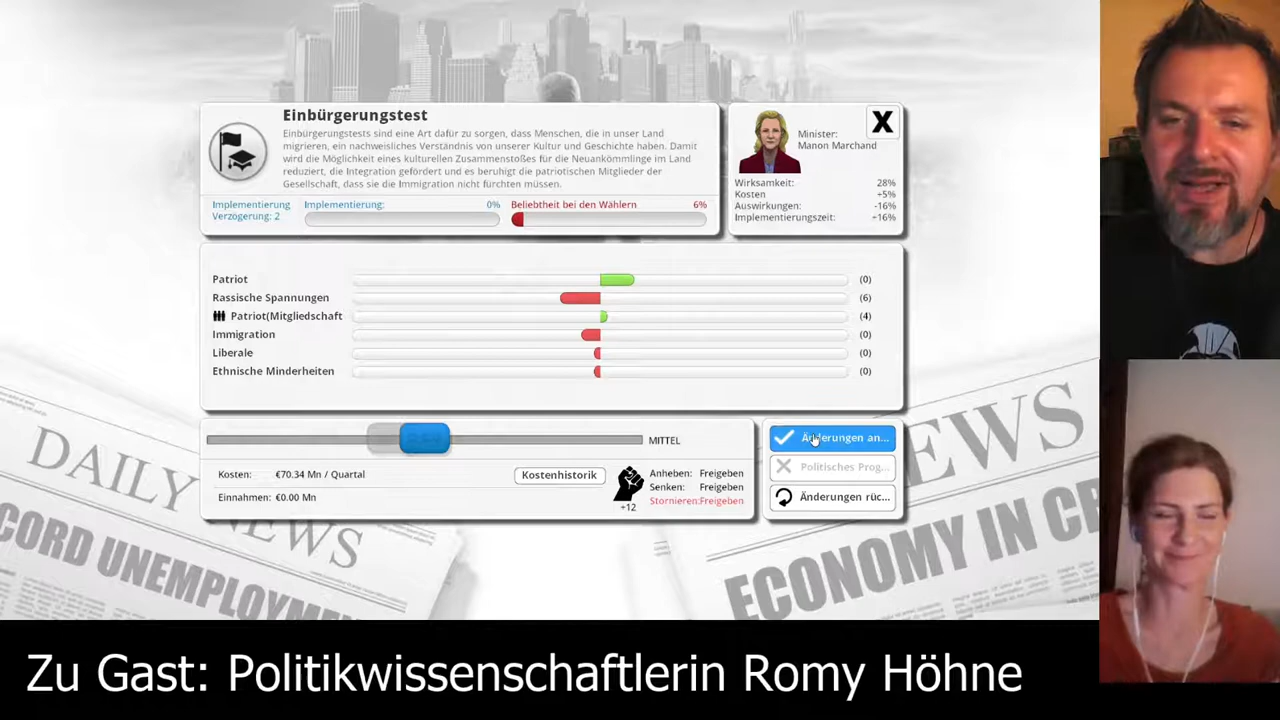 Einbürgerungstest
Einbürgerungstests sind eine Art dafür zu sorgen, dass Menschen, die in unser Land
migrieren, ein nachweisliches Verständnis von unserer Kultur und Geschichte haben. Damit
wird die Möglichkeit eines kulturellen Zusammenstoßes für die Neuankömmlinge im Land
reduziert, die Integration gefördert und es beruhigt die patriotischen Mitglieder der
Gesellschaft, dass sie die Immigration nicht fürchten müssen.
Implementierung
Verzögerung: 2
Implementierung: 0%
Beliebtheit bei den Wählern 6%
X
Minister:
Manon Marchand
Wirksamkeit: 28%
Kosten +5%
Auswirkungen: -16%
Implementierungszeit: +16%
Patriot (0)
Rassische Spannungen (6)
Patriot(Mitgliedschaft (4)
Immigration (0)
Liberale (0)
Ethnische Minderheiten (0)
MITTEL
Kosten: €70.34 Mn / Quartal
Kostenhistorik
Einnahmen: €0.00 Mn
+12
Anheben: Freigeben
Senken: Freigeben
Stornieren:Freigeben
Änderungen an...
Politisches Prog...
Änderungen rüc...
DAILY NEWS
CORD UNEMPLOYM
NEWS
ECONOMY IN CR
Zu Gast: Politikwissenschaftlerin Romy Höhne